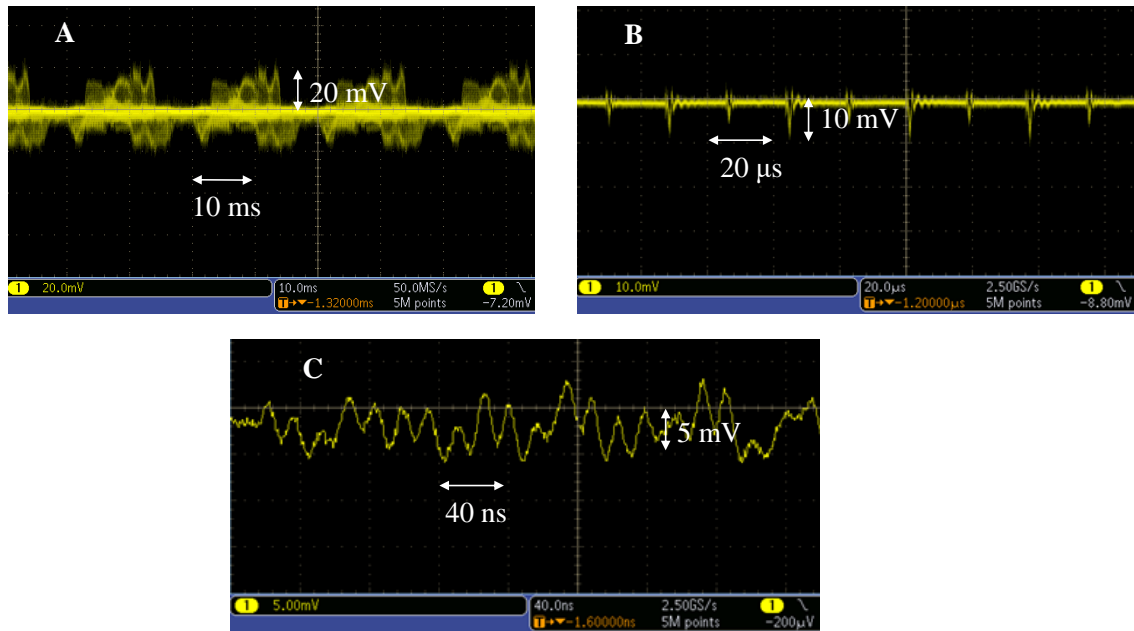 A
20 mV
10 ms
1 20.0mV
10.0ms 50.0MS/s 1 \
T→▼-1.32000ms 5M points -7.20mV
B
10 mV
20 µs
1 10.0mV
20.0µs 2.50GS/s 1 \
T→▼-1.20000µs 5M points -8.80mV
C
5 mV
40 ns
1 5.00mV
40.0ns 2.50GS/s 1 \
T→▼-1.60000ns 5M points -200µV